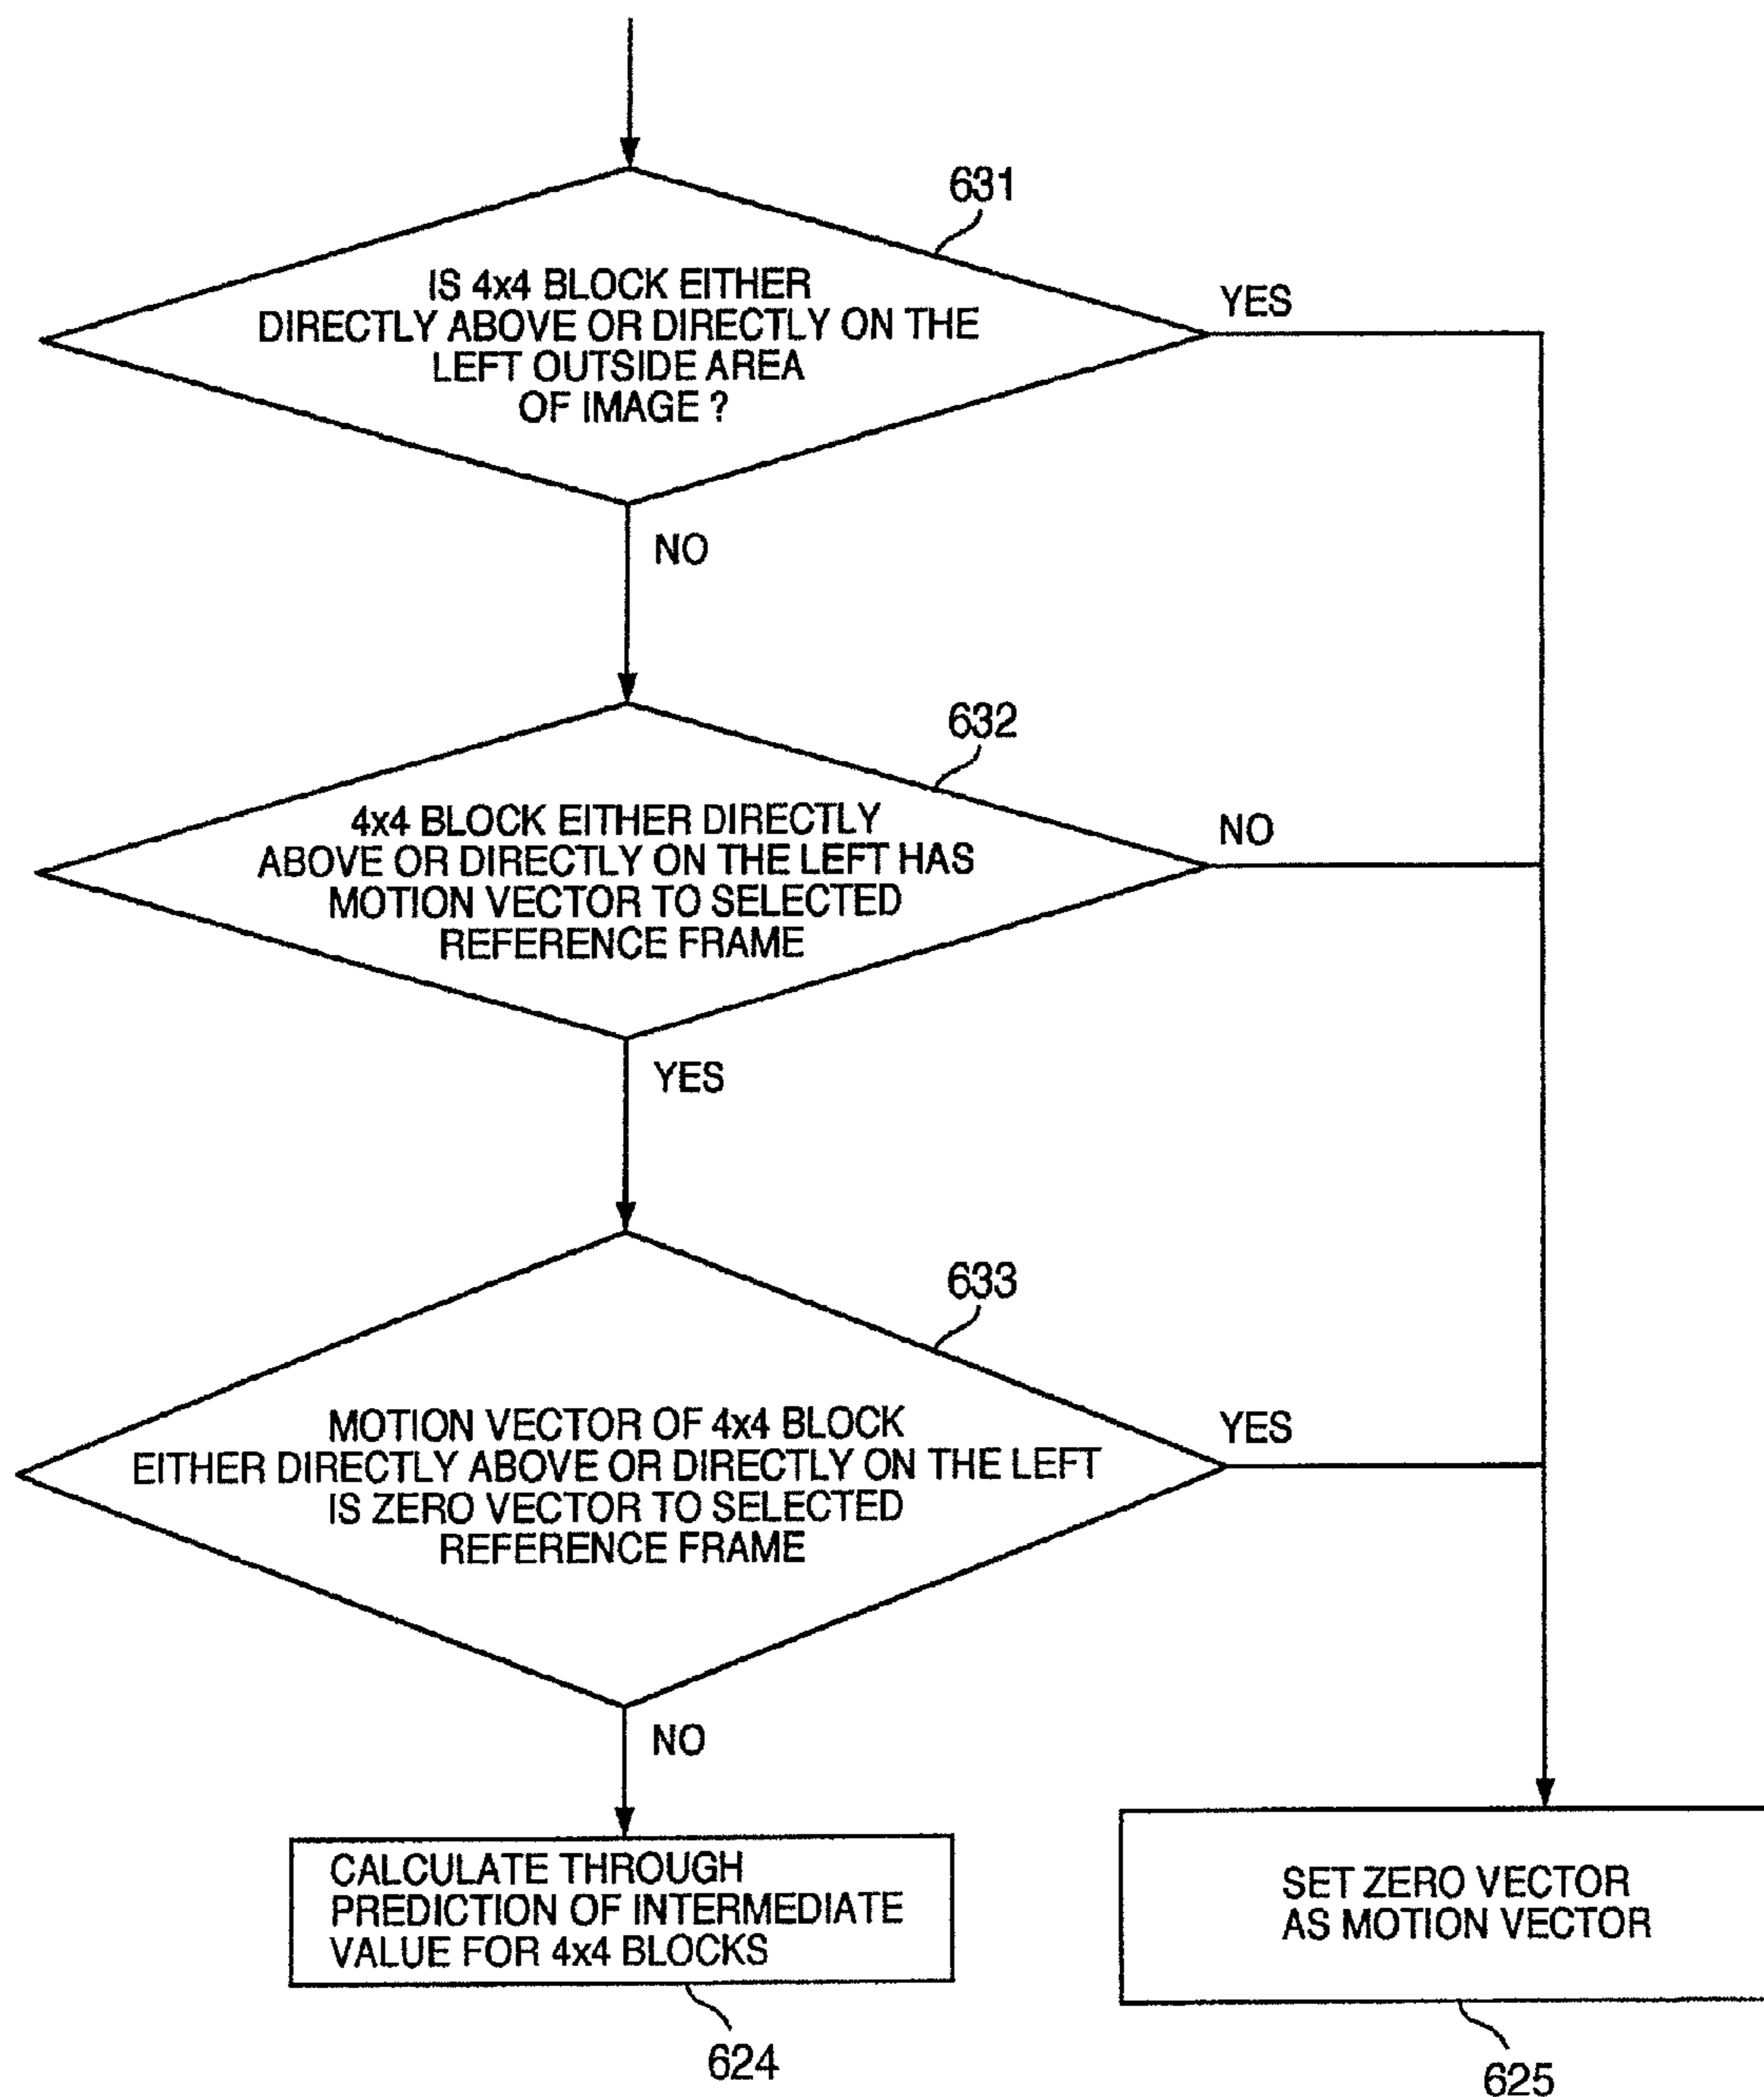 631
IS 4x4 BLOCK EITHER
DIRECTLY ABOVE OR DIRECTLY ON THE
LEFT OUTSIDE AREA
OF IMAGE ?
YES
NO
632
4x4 BLOCK EITHER DIRECTLY
ABOVE OR DIRECTLY ON THE LEFT HAS
MOTION VECTOR TO SELECTED
REFERENCE FRAME
NO
YES
633
MOTION VECTOR OF 4x4 BLOCK
EITHER DIRECTLY ABOVE OR DIRECTLY ON THE LEFT
IS ZERO VECTOR TO SELECTED
REFERENCE FRAME
YES
NO
CALCULATE THROUGH
PREDICTION OF INTERMEDIATE
VALUE FOR 4x4 BLOCKS
624
SET ZERO VECTOR
AS MOTION VECTOR
625